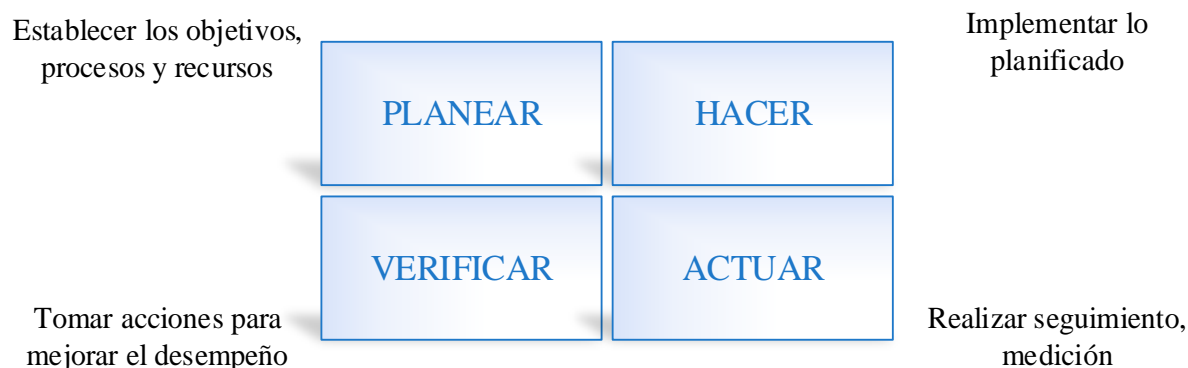 Establecer los objetivos,
procesos y recursos
PLANEAR
HACER
Implementar lo
planificado
VERIFICAR
ACTUAR
Tomar acciones para
mejorar el desempeño
Realizar seguimiento,
medición